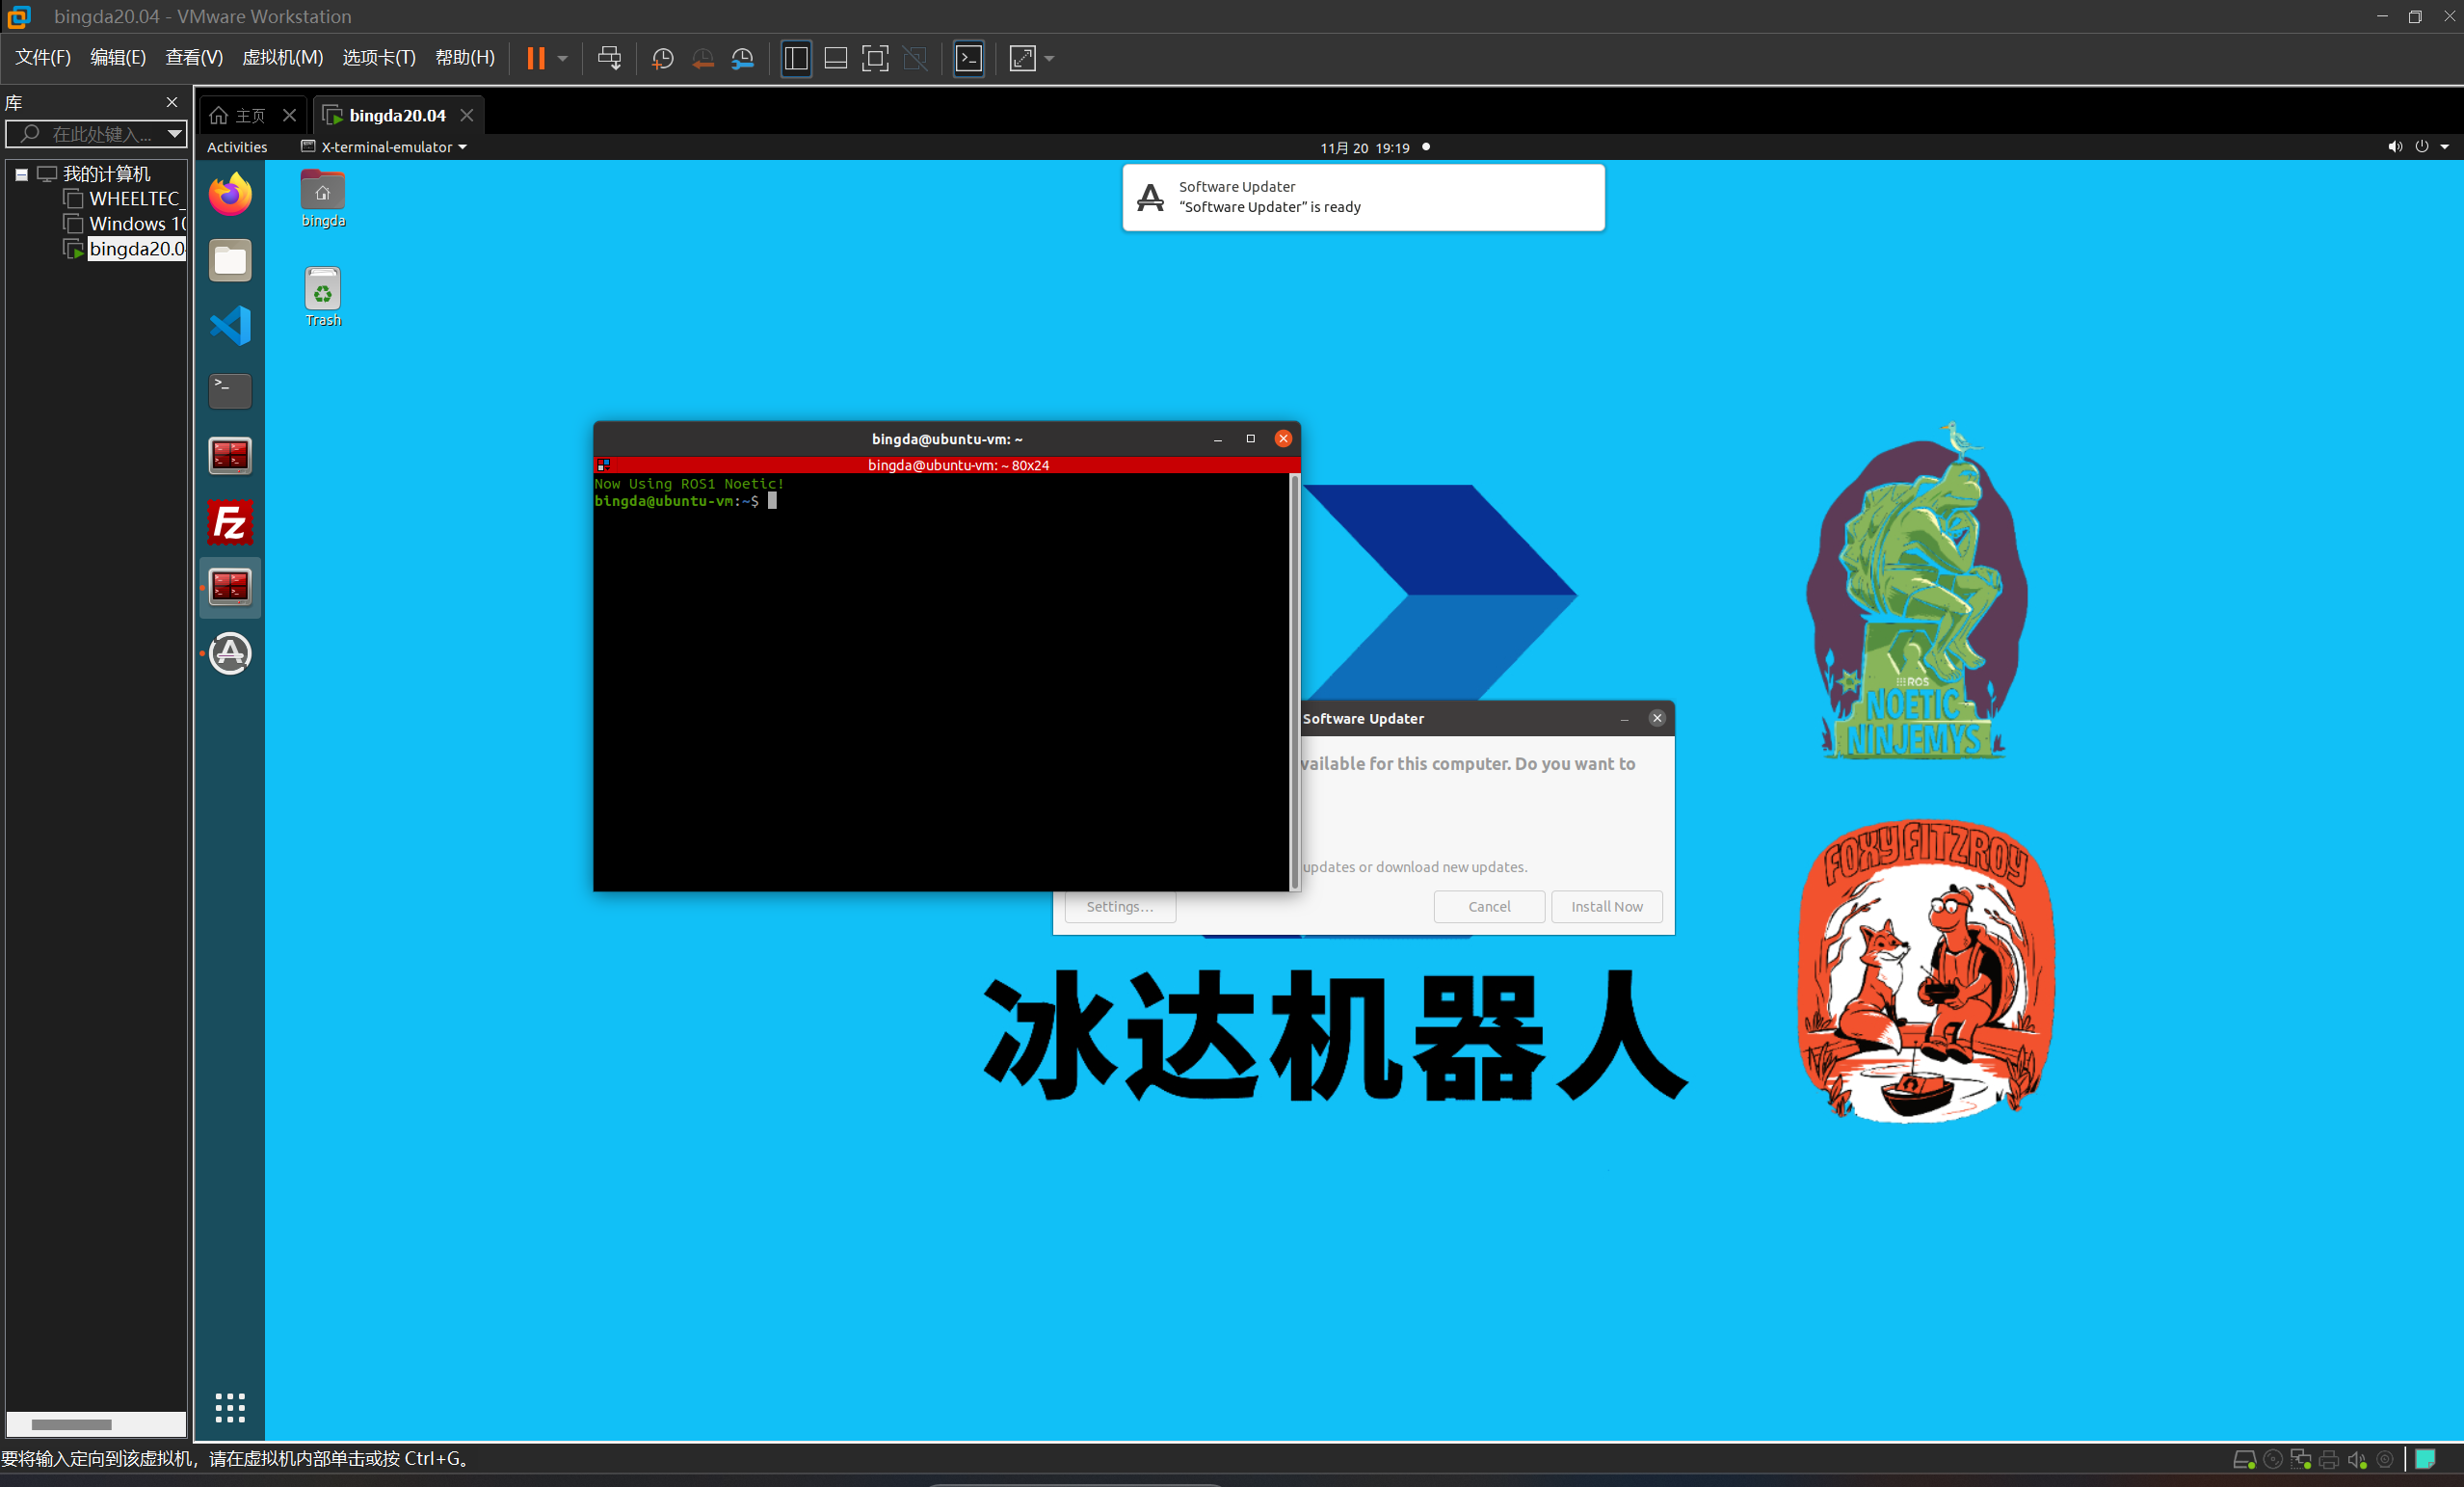 bingda20.04 - VMware Workstation
文件(F) 编辑(E) 查看(V) 虚拟机(M) 选项卡(T) 帮助(H)
库
在此处键入...
我的计算机
WHEELTEC_
Windows 10
bingda20.0
主页
bingda20.04
Activities
X-terminal-emulator
11月 20 19:19
bingda
Trash
Software Updater
“Software Updater” is ready
bingda@ubuntu-vm: ~
bingda@ubuntu-vm: ~ 80x24
Now Using ROS1 Noetic!
bingda@ubuntu-vm:~$
Software Updater
vailable for this computer. Do you want to
updates or download new updates.
Settings…
Cancel
Install Now
ROS
NOETIC
NINJEMYS
FOXY FITZROY
冰达机器人
要将输入定向到该虚拟机，请在虚拟机内部单击或按 Ctrl+G。